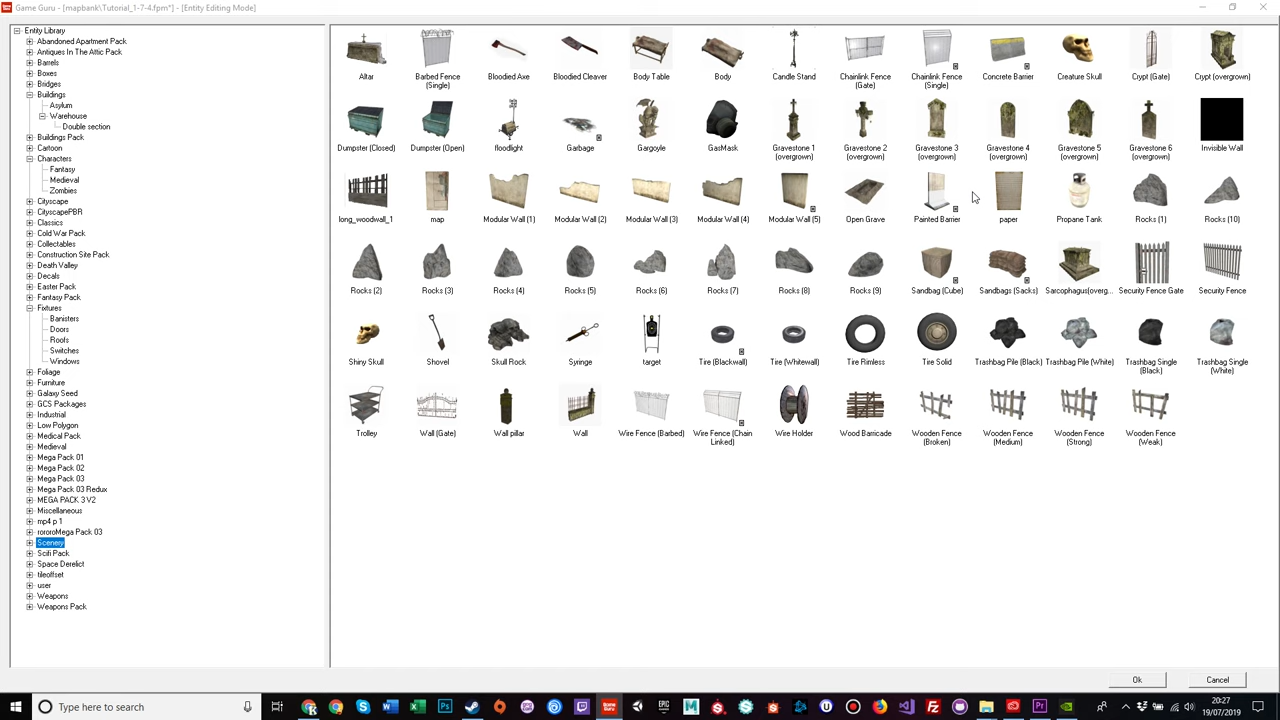 Game Guru - [mapbank\Tutorial_1-7-4.fpm*] - [Entity Editing Mode]
Entity Library
Abandoned Apartment Pack
Antiques In The Attic Pack
Barrels
Boxes
Bridges
Buildings
Asylum
Warehouse
Double section
Buildings Pack
Cartoon
Characters
Fantasy
Medieval
Zombies
Cityscape
CityscapePBR
Classics
Cold War Pack
Collectables
Construction Site Pack
Death Valley
Decals
Easter Pack
Fantasy Pack
Fixtures
Banisters
Doors
Roofs
Switches
Windows
Foliage
Furniture
Galaxy Seed
GCS Packages
Industrial
Low Polygon
Medical Pack
Medieval
Mega Pack 01
Mega Pack 02
Mega Pack 03
Mega Pack 03 Redux
MEGA PACK 3 V2
Miscellaneous
mp4 p 1
rororoMega Pack 03
Scenery
Scifi Pack
Space Derelict
tileoffset
user
Weapons
Weapons Pack
Altar
Barbed Fence (Single)
Bloodied Axe
Bloodied Cleaver
Body Table
Body
Candle Stand
Chainlink Fence (Gate)
Chainlink Fence (Single)
Concrete Barrier
Creature Skull
Crypt (Gate)
Crypt (overgrown)
Dumpster (Closed)
Dumpster (Open)
floodlight
Garbage
Gargoyle
GasMask
Gravestone 1 (overgrown)
Gravestone 2 (overgrown)
Gravestone 3 (overgrown)
Gravestone 4 (overgrown)
Gravestone 5 (overgrown)
Gravestone 6 (overgrown)
Invisible Wall
long_woodwall_1
map
Modular Wall (1)
Modular Wall (2)
Modular Wall (3)
Modular Wall (4)
Modular Wall (5)
Open Grave
Painted Barrier
paper
Propane Tank
Rocks (1)
Rocks (10)
Rocks (2)
Rocks (3)
Rocks (4)
Rocks (5)
Rocks (6)
Rocks (7)
Rocks (8)
Rocks (9)
Sandbag (Cube)
Sandbags (Sacks)
Sarcophagus(overg...
Security Fence Gate
Security Fence
Shiny Skull
Shovel
Skull Rock
Syringe
target
Tire (Blackwall)
Tire (Whitewall)
Tire Rimless
Tire Solid
Trashbag Pile (Black)
Trashbag Pile (White)
Trashbag Single (Black)
Trashbag Single (White)
Trolley
Wall (Gate)
Wall pillar
Wall
Wire Fence (Barbed)
Wire Fence (Chain Linked)
Wire Holder
Wood Barricade
Wooden Fence (Broken)
Wooden Fence (Medium)
Wooden Fence (Strong)
Wooden Fence (Weak)
Ok
Cancel
Type here to search
20:27
19/07/2019